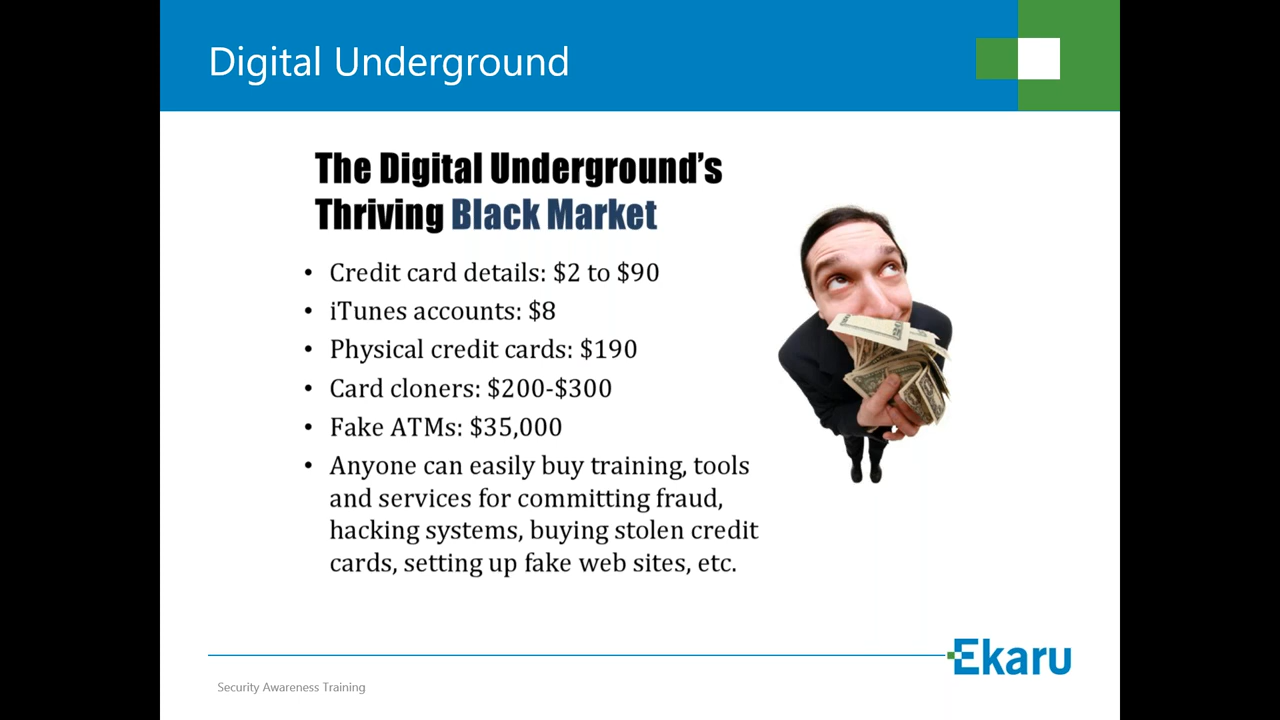 Digital Underground
The Digital Underground’s
Thriving Black Market
• Credit card details: $2 to $90
• iTunes accounts: $8
• Physical credit cards: $190
• Card cloners: $200-$300
• Fake ATMs: $35,000
• Anyone can easily buy training, tools
and services for committing fraud,
hacking systems, buying stolen credit
cards, setting up fake web sites, etc.
Ekaru
Security Awareness Training